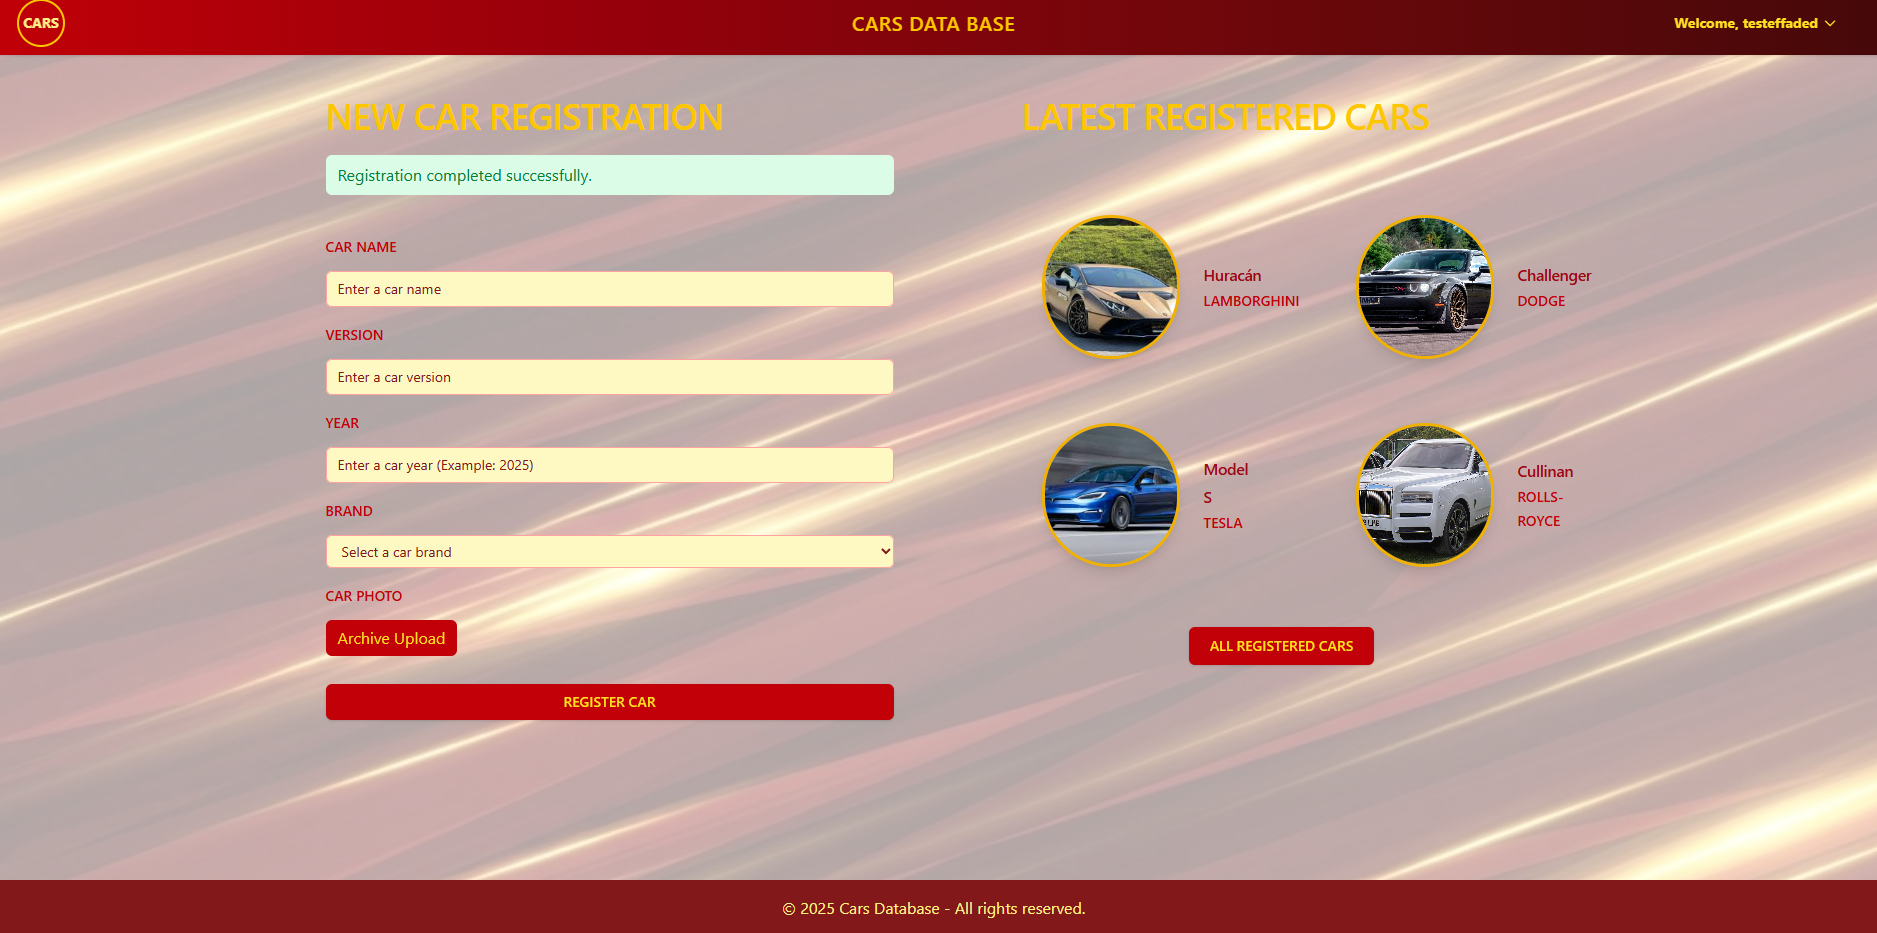 CARS
CARS DATA BASE
Welcome, testeffaded
NEW CAR REGISTRATION
Registration completed successfully.
CAR NAME
Enter a car name
VERSION
Enter a car version
YEAR
Enter a car year (Example: 2025)
BRAND
Select a car brand
CAR PHOTO
Archive Upload
REGISTER CAR
LATEST REGISTERED CARS
Huracán
LAMBORGHINI
Challenger
DODGE
Model
S
TESLA
Cullinan
ROLLS-
ROYCE
ALL REGISTERED CARS
© 2025 Cars Database - All rights reserved.